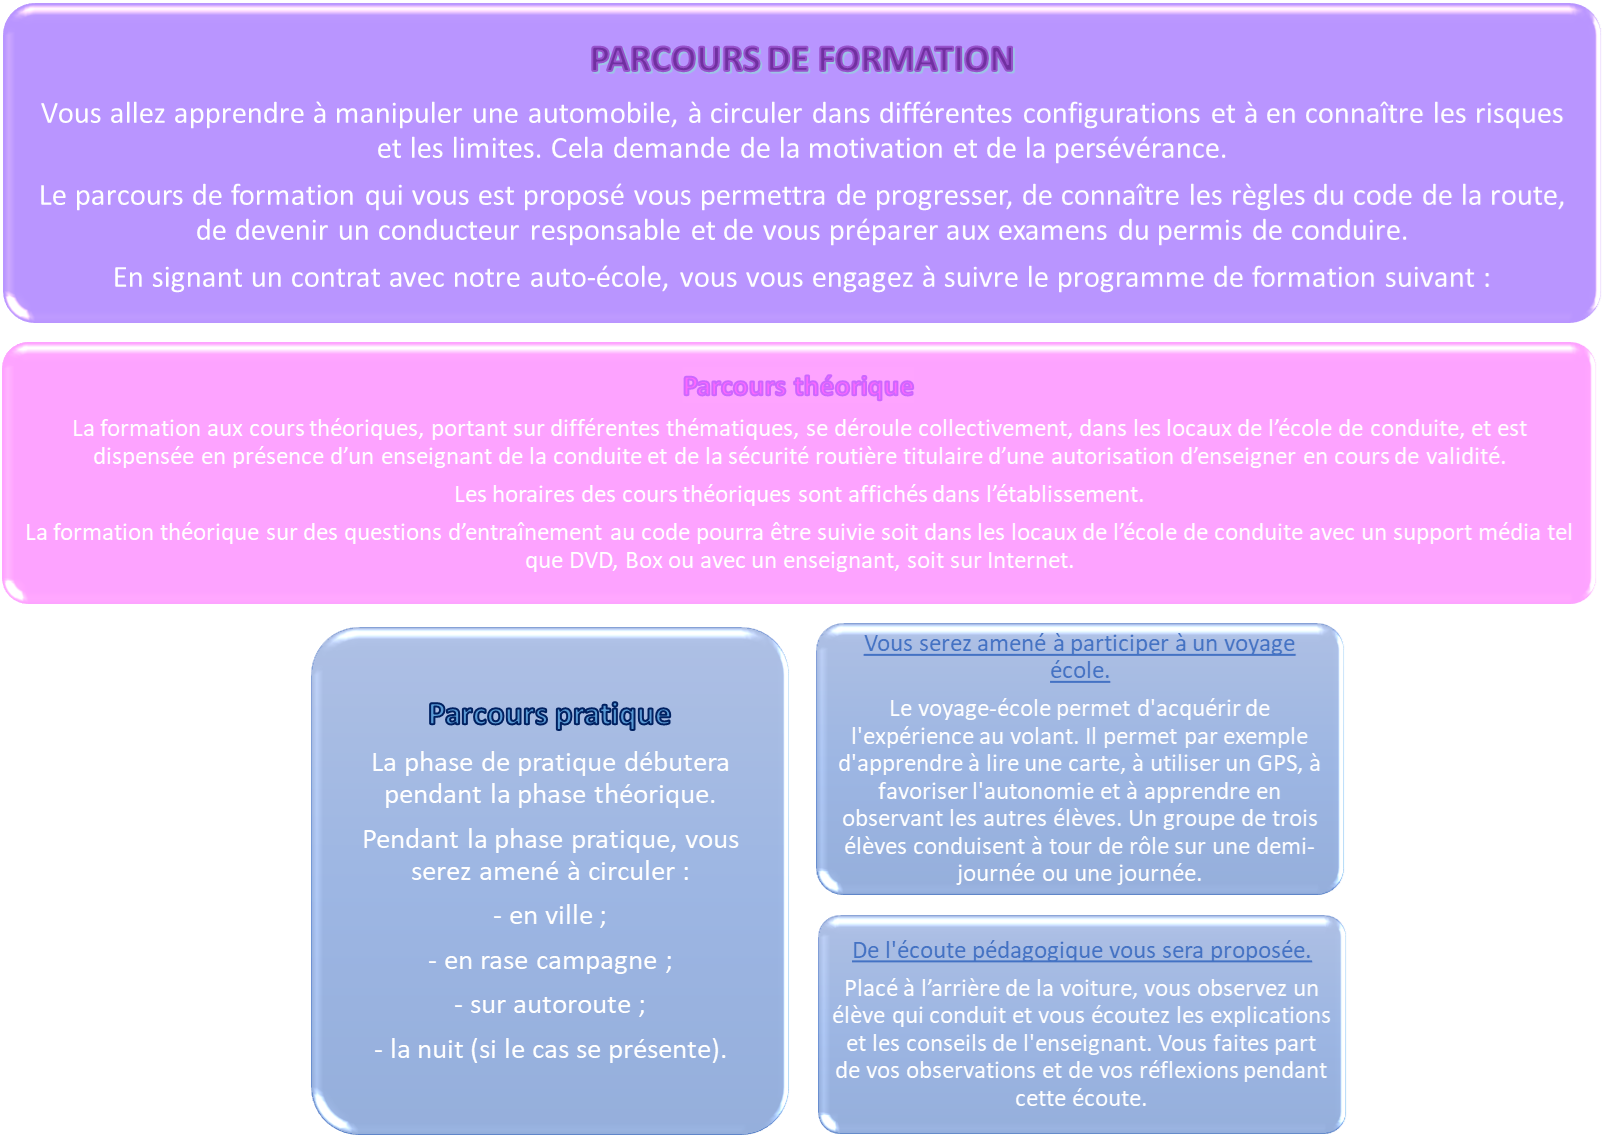 PARCOURS DE FORMATION
Vous allez apprendre à manipuler une automobile, à circuler dans différentes configurations et à en connaître les risques
et les limites. Cela demande de la motivation et de la persévérance.
Le parcours de formation qui vous est proposé vous permettra de progresser, de connaître les règles du code de la route,
de devenir un conducteur responsable et de vous préparer aux examens du permis de conduire.
En signant un contrat avec notre auto-école, vous vous engagez à suivre le programme de formation suivant :
Parcours théorique
La formation aux cours théoriques, portant sur différentes thématiques, se déroule collectivement, dans les locaux de l’école de conduite, et est
dispensée en présence d’un enseignant de la conduite et de la sécurité routière titulaire d’une autorisation d’enseigner en cours de validité.
Les horaires des cours théoriques sont affichés dans l’établissement.
La formation théorique sur des questions d’entraînement au code pourra être suivie soit dans les locaux de l’école de conduite avec un support média tel
que DVD, Box ou avec un enseignant, soit sur Internet.
Parcours pratique
La phase de pratique débutera
pendant la phase théorique.
Pendant la phase pratique, vous
serez amené à circuler :
- en ville ;
- en rase campagne ;
- sur autoroute ;
- la nuit (si le cas se présente).
Vous serez amené à participer à un voyage
école.
Le voyage-école permet d'acquérir de
l'expérience au volant. Il permet par exemple
d'apprendre à lire une carte, à utiliser un GPS, à
favoriser l'autonomie et à apprendre en
observant les autres élèves. Un groupe de trois
élèves conduisent à tour de rôle sur une demi-
journée ou une journée.
De l'écoute pédagogique vous sera proposée.
Placé à l’arrière de la voiture, vous observez un
élève qui conduit et vous écoutez les explications
et les conseils de l'enseignant. Vous faites part
de vos observations et de vos réflexions pendant
cette écoute.